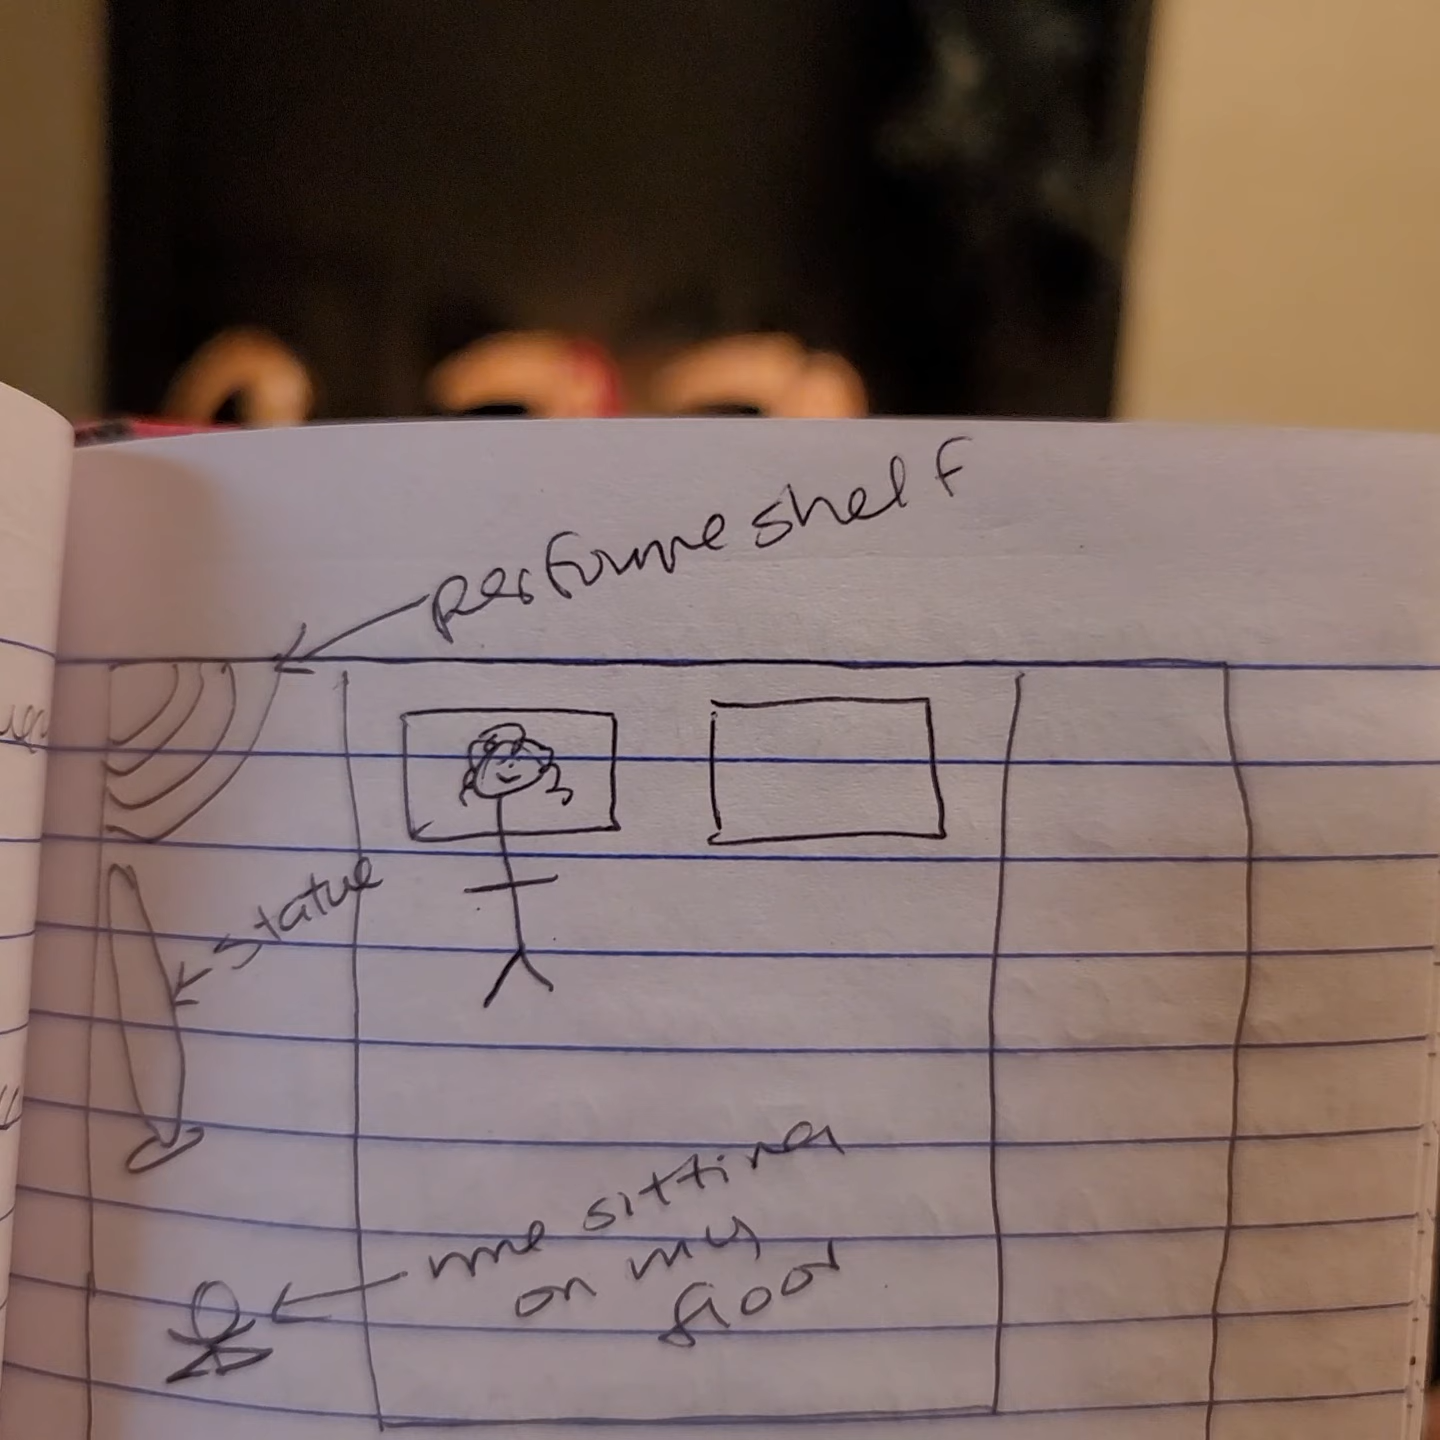 perfume shelf
statue
me sitting
on my
floor